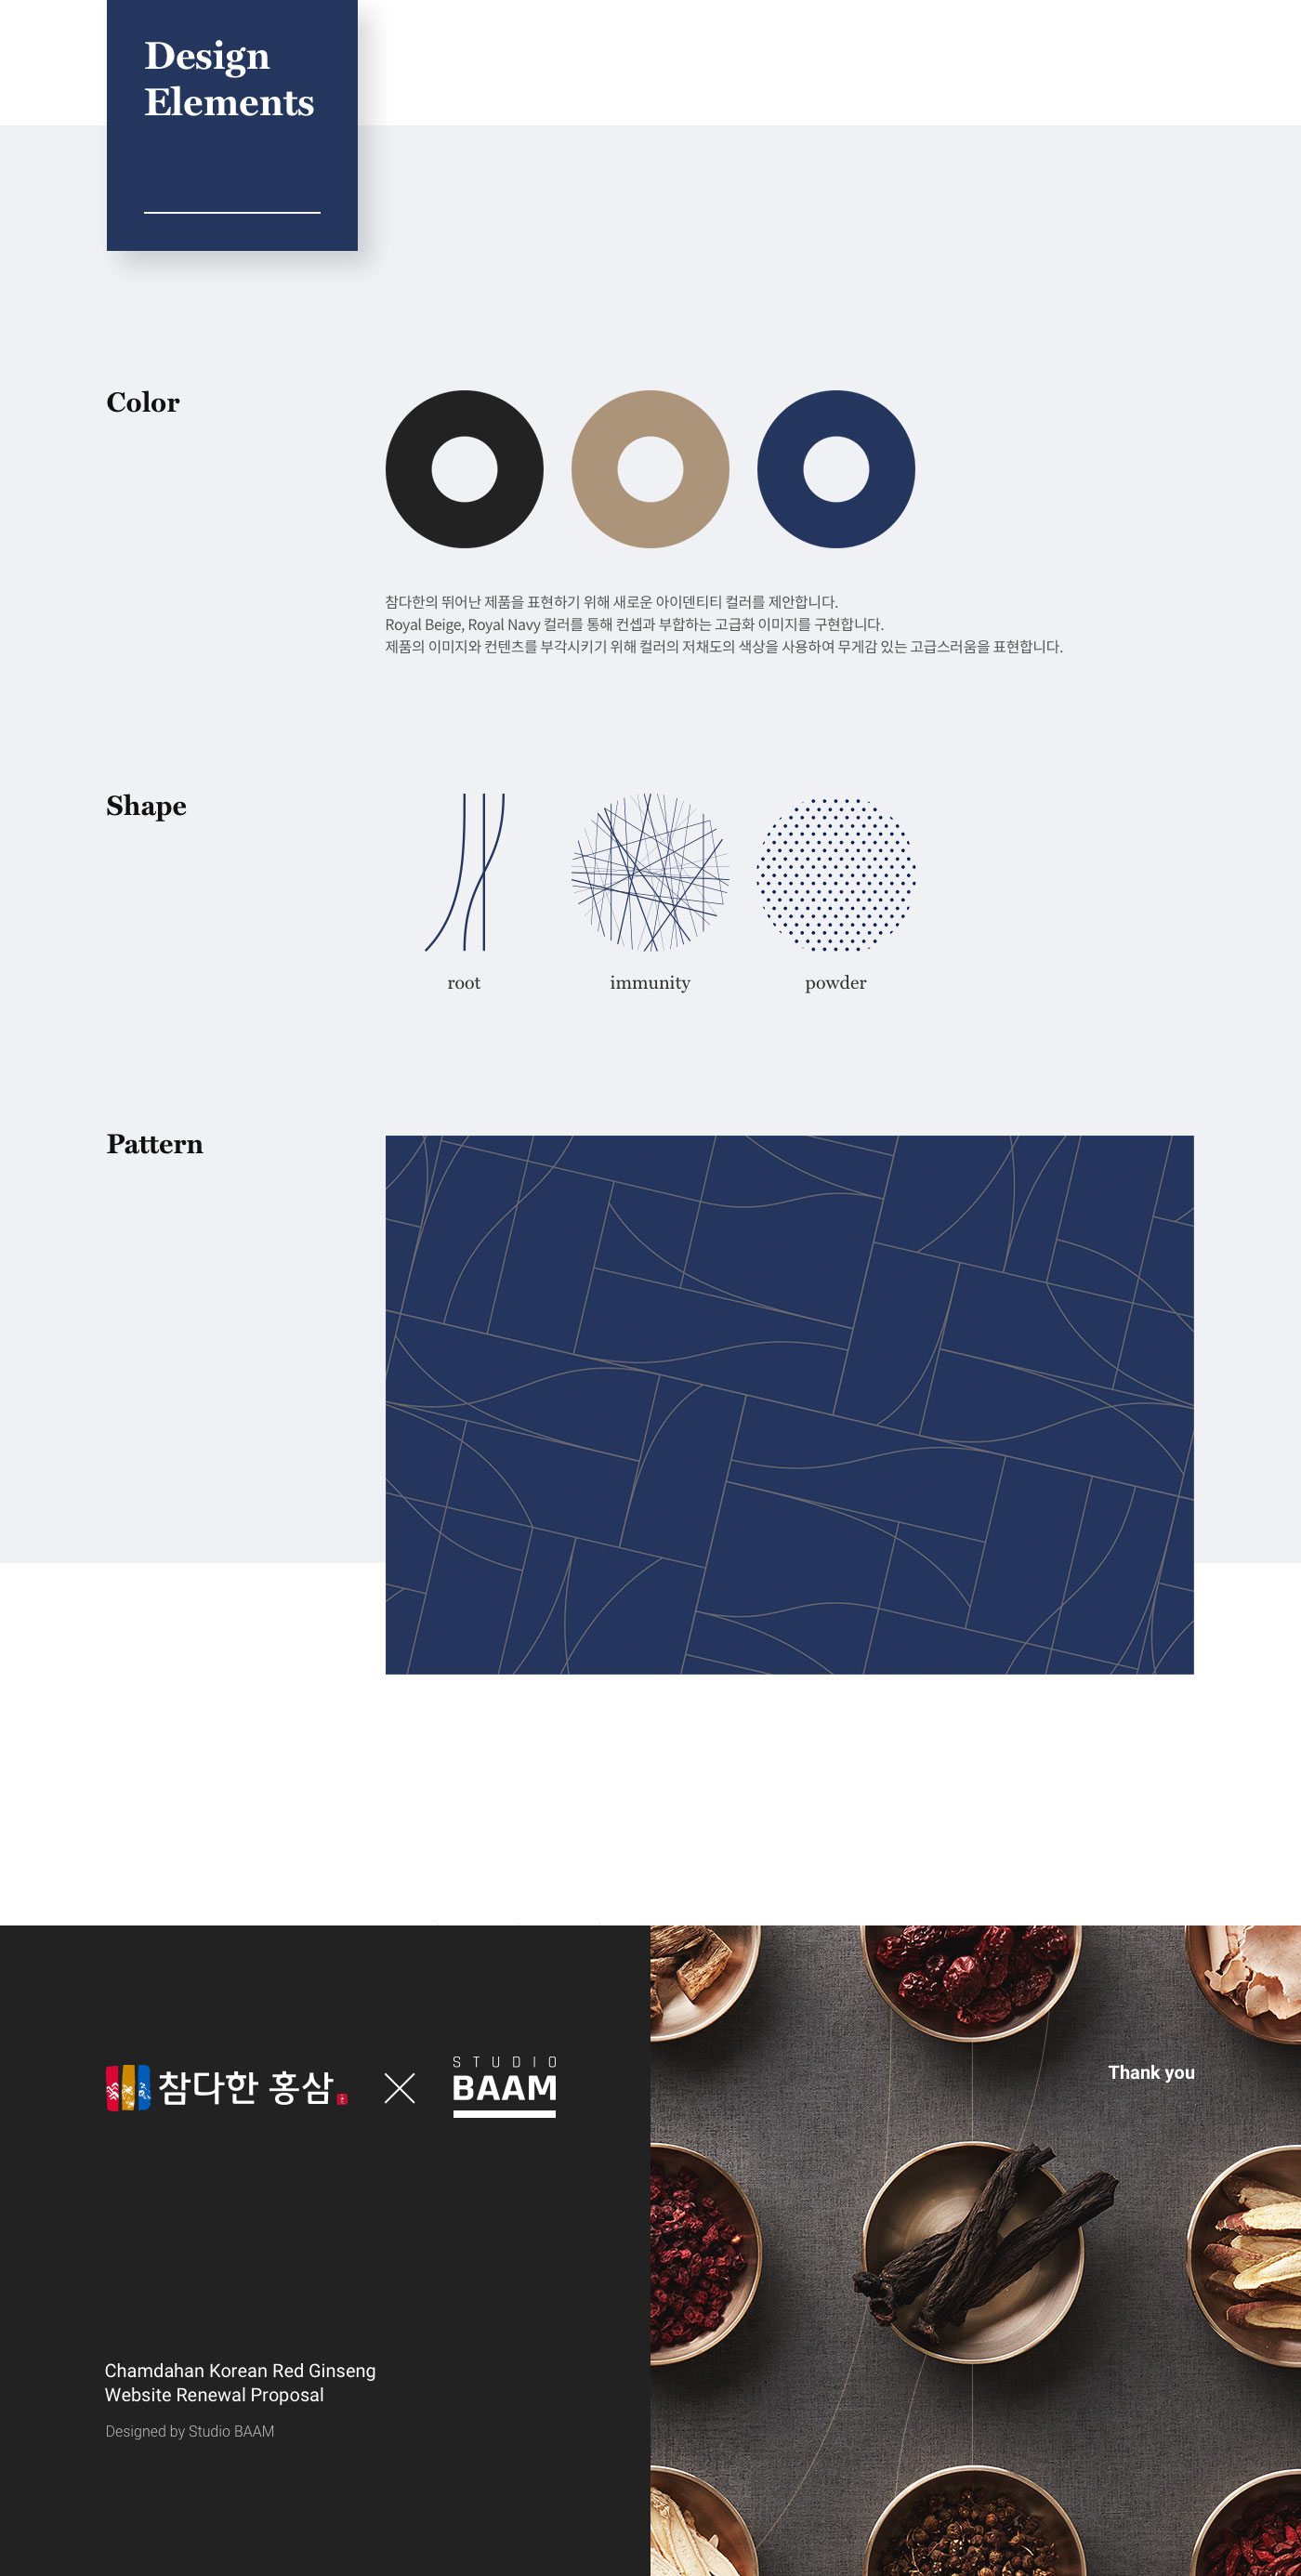 Design
Elements
Color
참다한의 뛰어난 제품을 표현하기 위해 새로운 아이덴티티 컬러를 제안합니다.
Royal Beige, Royal Navy 컬러를 통해 컨셉과 부합하는 고급화 이미지를 구현합니다.
제품의 이미지와 컨텐츠를 부각시키기 위해 컬러의 저채도의 색상을 사용하여 무게감 있는 고급스러움을 표현합니다.
Shape
root
immunity
powder
Pattern
참다한 홍삼
STUDIO
BAAM
Thank you
Chamdahan Korean Red Ginseng
Website Renewal Proposal
Designed by Studio BAAM